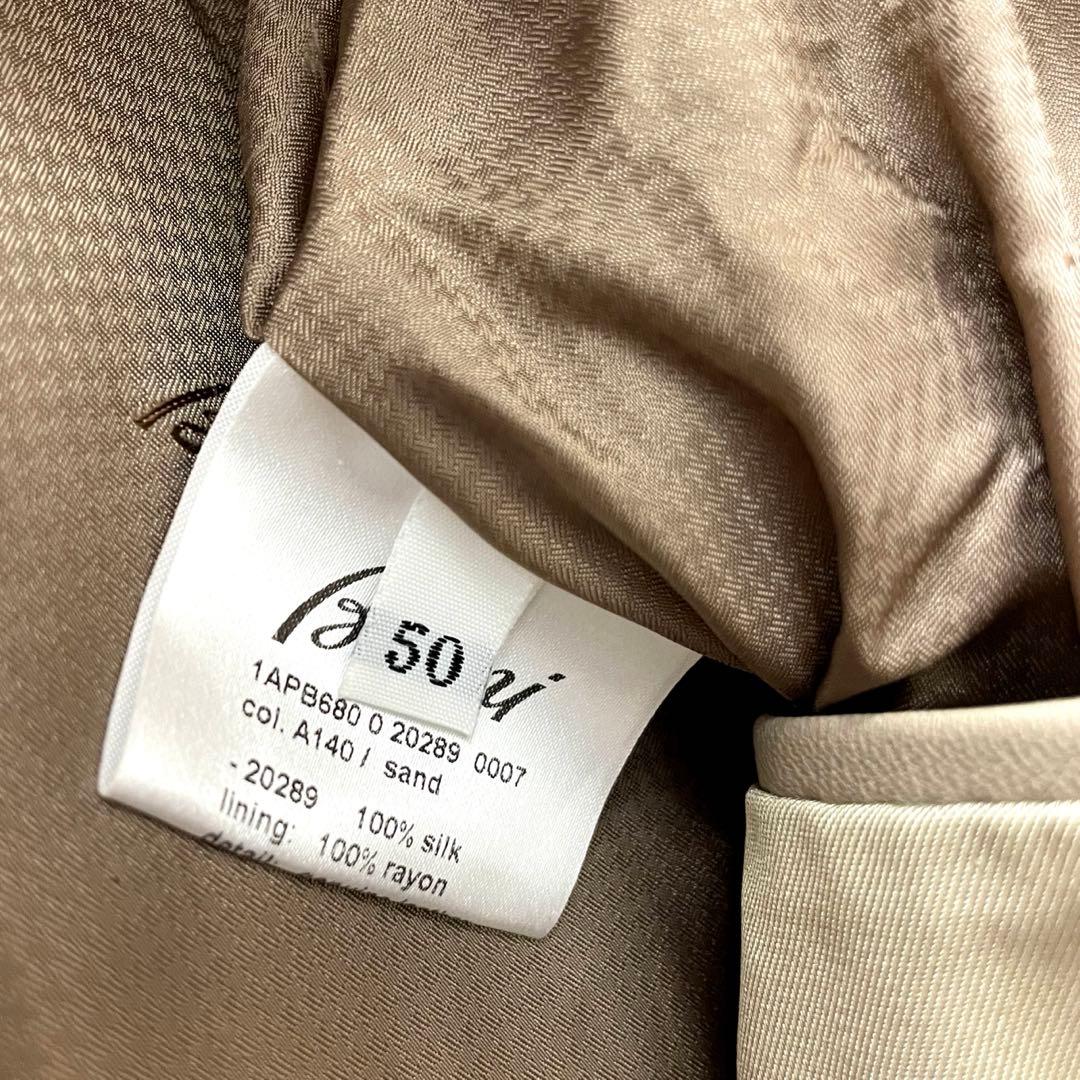 50
1APB680 0 20289 0007
col. A140 / sand
- 20289 100% silk
lining: 100% rayon